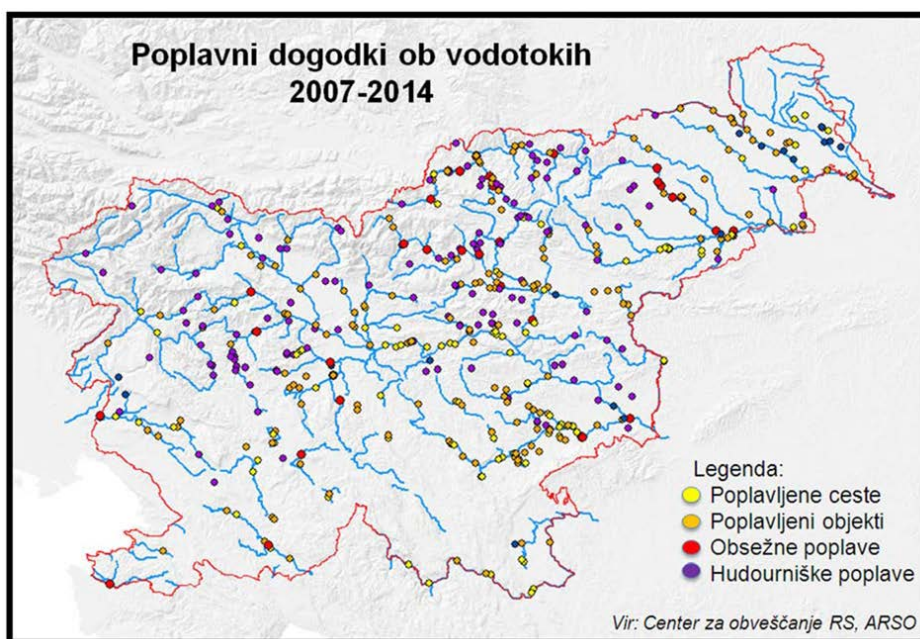 Poplavni dogodki ob vodotokih
2007-2014
Legenda:
Poplavljene ceste
Poplavljeni objekti
Obsežne poplave
Hudourniške poplave
Vir: Center za obveščanje RS, ARSO